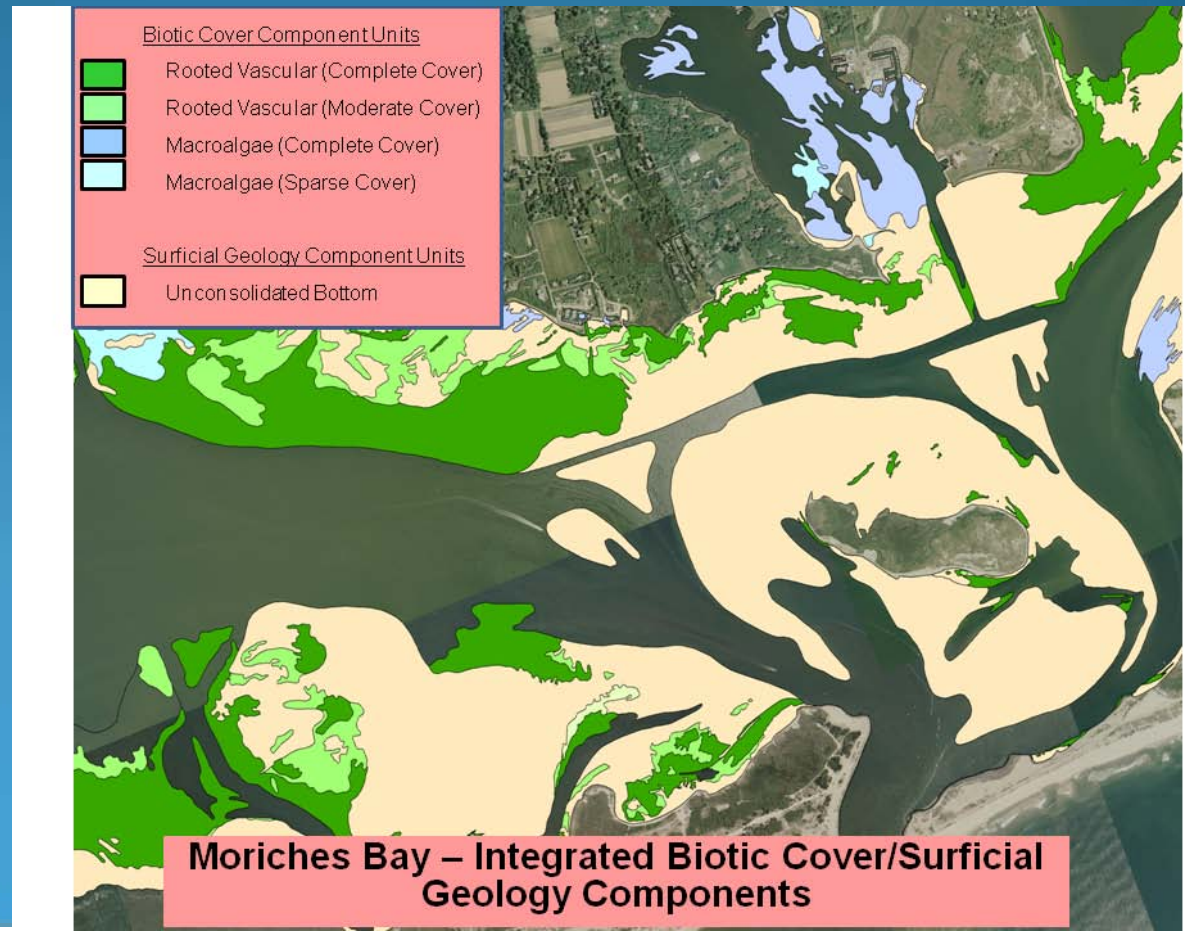 Biotic Cover Component Units
Rooted Vascular (Complete Cover)
Rooted Vascular (Moderate Cover)
Macroalgae (Complete Cover)
Macroalgae (Sparse Cover)
Surficial Geology Component Units
Unconsolidated Bottom
Moriches Bay – Integrated Biotic Cover/Surficial
Geology Components